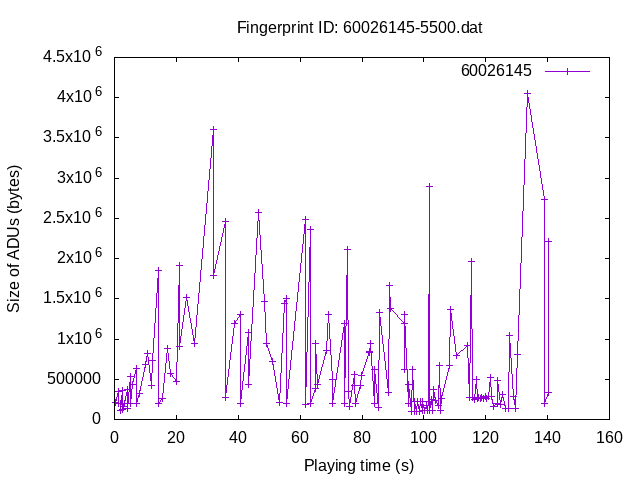 Fingerprint ID: 60026145-5500.dat
60026145
4.5x10^6
4x10^6
3.5x10^6
3x10^6
2.5x10^6
2x10^6
1.5x10^6
1x10^6
500000
0
0 20 40 60 80 100 120 140 160
Size of ADUs (bytes)
Playing time (s)